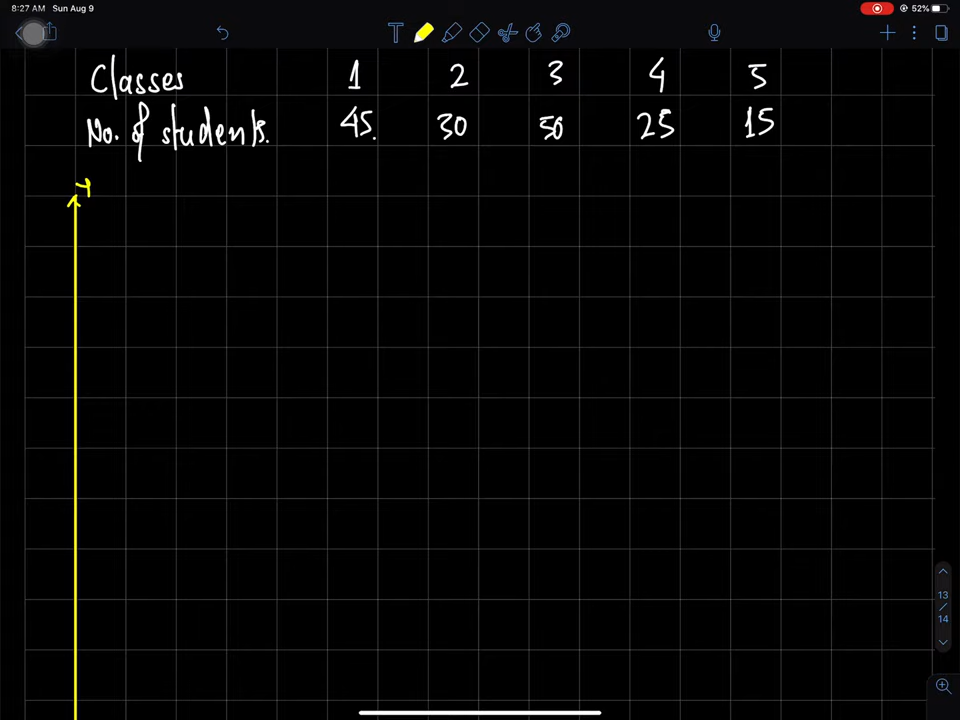 8:27 AM Sun Aug 9 52%
T
Classes 1 2 3 4 5
No. of students. 45. 30 50 25 15
Y
13
/
14